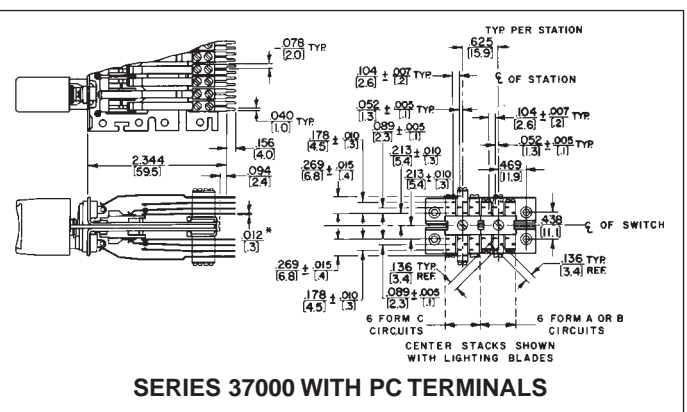 TYP PER STATION
.625
[15.9]
.078 TYP.
[2.0]
.104 ± .007 TYP.
[2.6] [.2]
℄ OF STATION
.052 ± .005 TYP.
[1.3] [.1]
.104 ± .007
[2.6] [.2] TYP.
.040 TYP.
[1.0]
.089 ± .005
[2.3] [.1]
.052 ± .005 TYP.
[1.3] [.1]
.178 ± .010
[4.5] [.3]
.156
[4.0]
.213 ± .010
[5.4] [.3]
.469
[11.9]
2.344
[59.5]
.269 ± .015
[6.8] [.4]
.094
[2.4]
.213 ± .010
[5.4] [.3]
.438
[11.1]
℄ OF SWITCH
.012 *
[.3]
.269 ± .015
[6.8] [.4]
.136 TYP.
[3.4] REF.
.136 TYP
[3.4] REF.
.178 ± .010
[4.5] [.3]
.089 ± .005
[2.3] [.1]
6 FORM C
CIRCUITS
6 FORM A OR B
CIRCUITS
CENTER STACKS SHOWN
WITH LIGHTING BLADES
SERIES 37000 WITH PC TERMINALS